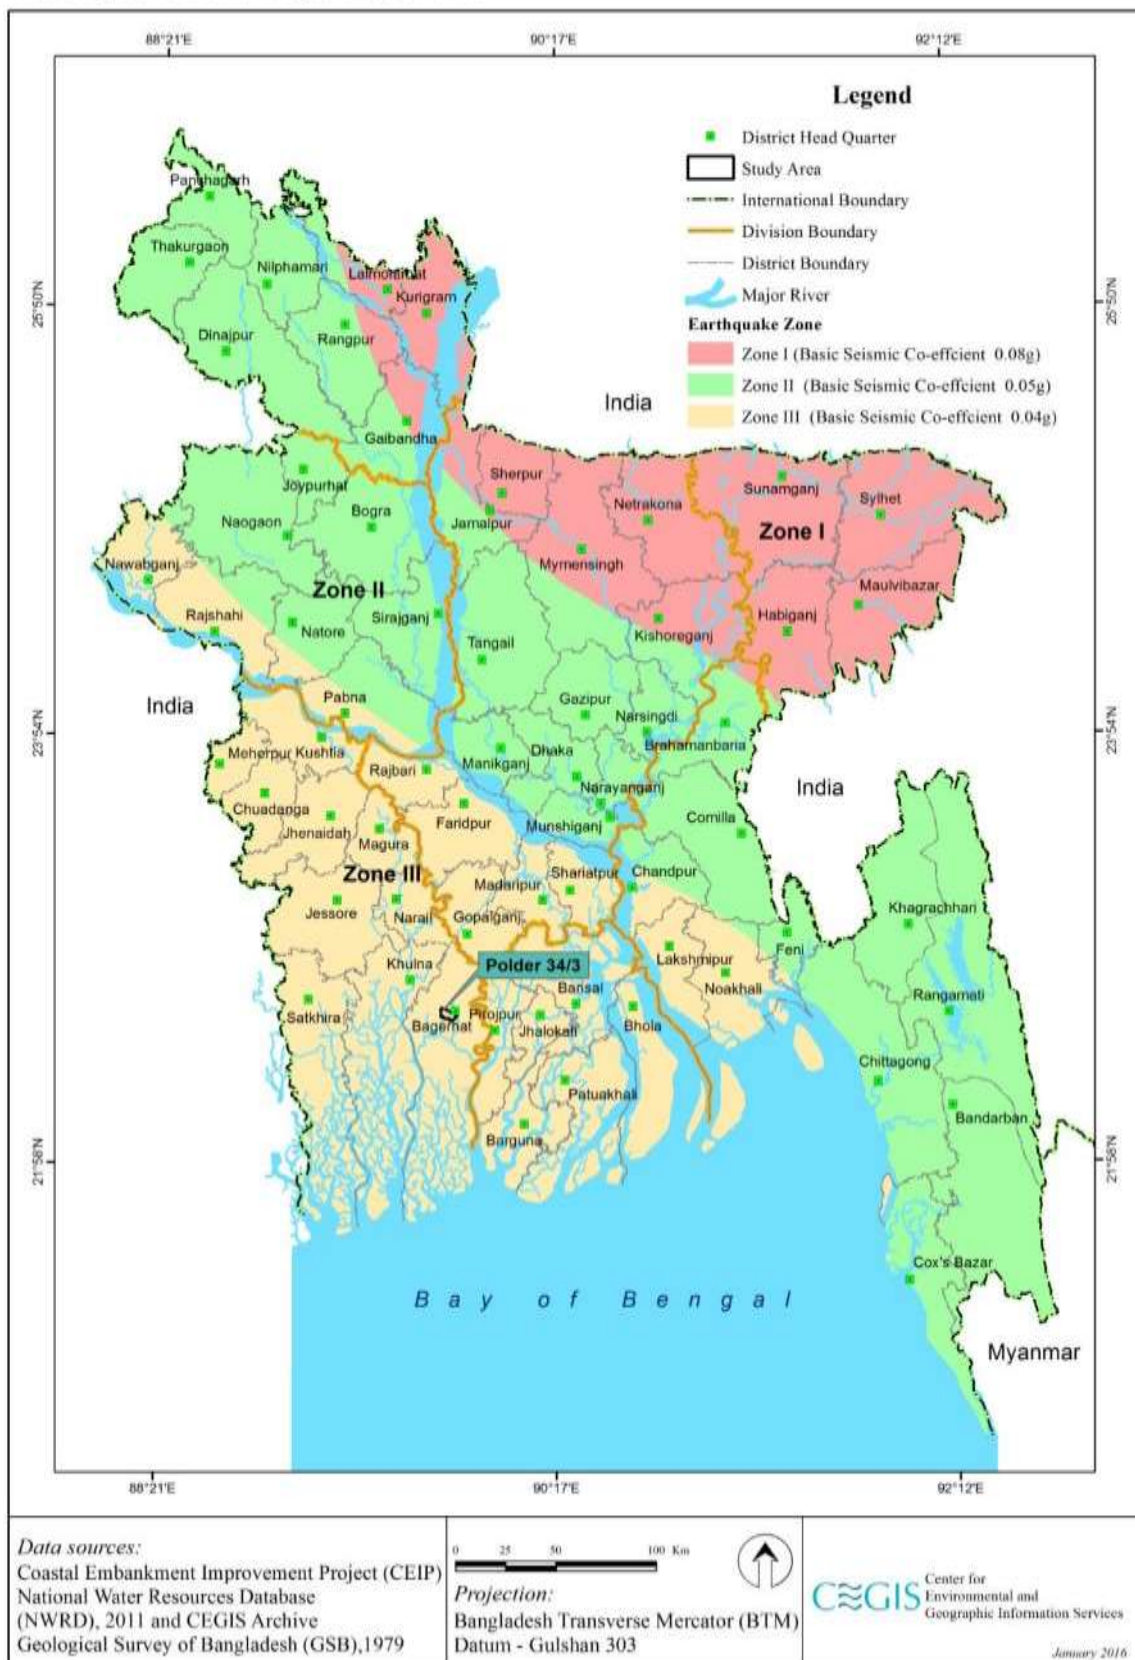 88°21'E 90°17'E 92°12'E
Legend
District Head Quarter
Study Area
International Boundary
Division Boundary
District Boundary
Major River
Earthquake Zone
Zone I (Basic Seismic Co-effcient 0.08g)
Zone II (Basic Seismic Co-effcient 0.05g)
Zone III (Basic Seismic Co-effcient 0.04g)
Panchagarh
Thakurgaon
Nilphamari
Lalmonirhat
Kurigram
25°50'N
25°50'N
Dinajpur
Rangpur
India
Gaibandha
Joypurhat
Sherpur
Sunamganj
Netrakona
Sylhet
Naogaon
Bogra
Jamalpur
Zone I
Nawabganj
Mymensingh
Zone II
Maulvibazar
Rajshahi
Sirajganj
Natore
Habiganj
Kishoreganj
Tangail
India
Pabna
Gazipur
Narsingdi
23°54'N
23°54'N
Meherpur Kushtia
Dhaka
Brahamanbaria
Rajbari
Manikganj
India
Narayanganj
Chuadanga
Jhenaidah
Faridpur
Munshiganj
Comilla
Magura
Zone III
Shariatpur
Chandpur
Madaripur
Jessore
Narail
Gopalganj
Khagrachhari
Feni
Khulna
Polder 34/3
Lakshmipur
Noakhali
Bansal
Rangamati
Satkhira
Bagerhat
Pirojpur
Jhalokati
Bhola
Chittagong
Patuakhali
Bandarban
Barguna
21°58'N
21°58'N
Cox's Bazar
Bay of Bengal
Myanmar
88°21'E 90°17'E 92°12'E
Data sources:
Coastal Embankment Improvement Project (CEIP)
National Water Resources Database
(NWRD), 2011 and CEGIS Archive
Geological Survey of Bangladesh (GSB),1979
0 25 50 100 Km
Projection:
Bangladesh Transverse Mercator (BTM)
Datum - Gulshan 303
CEGIS
Center for
Environmental and
Geographic Information Services
January 2016